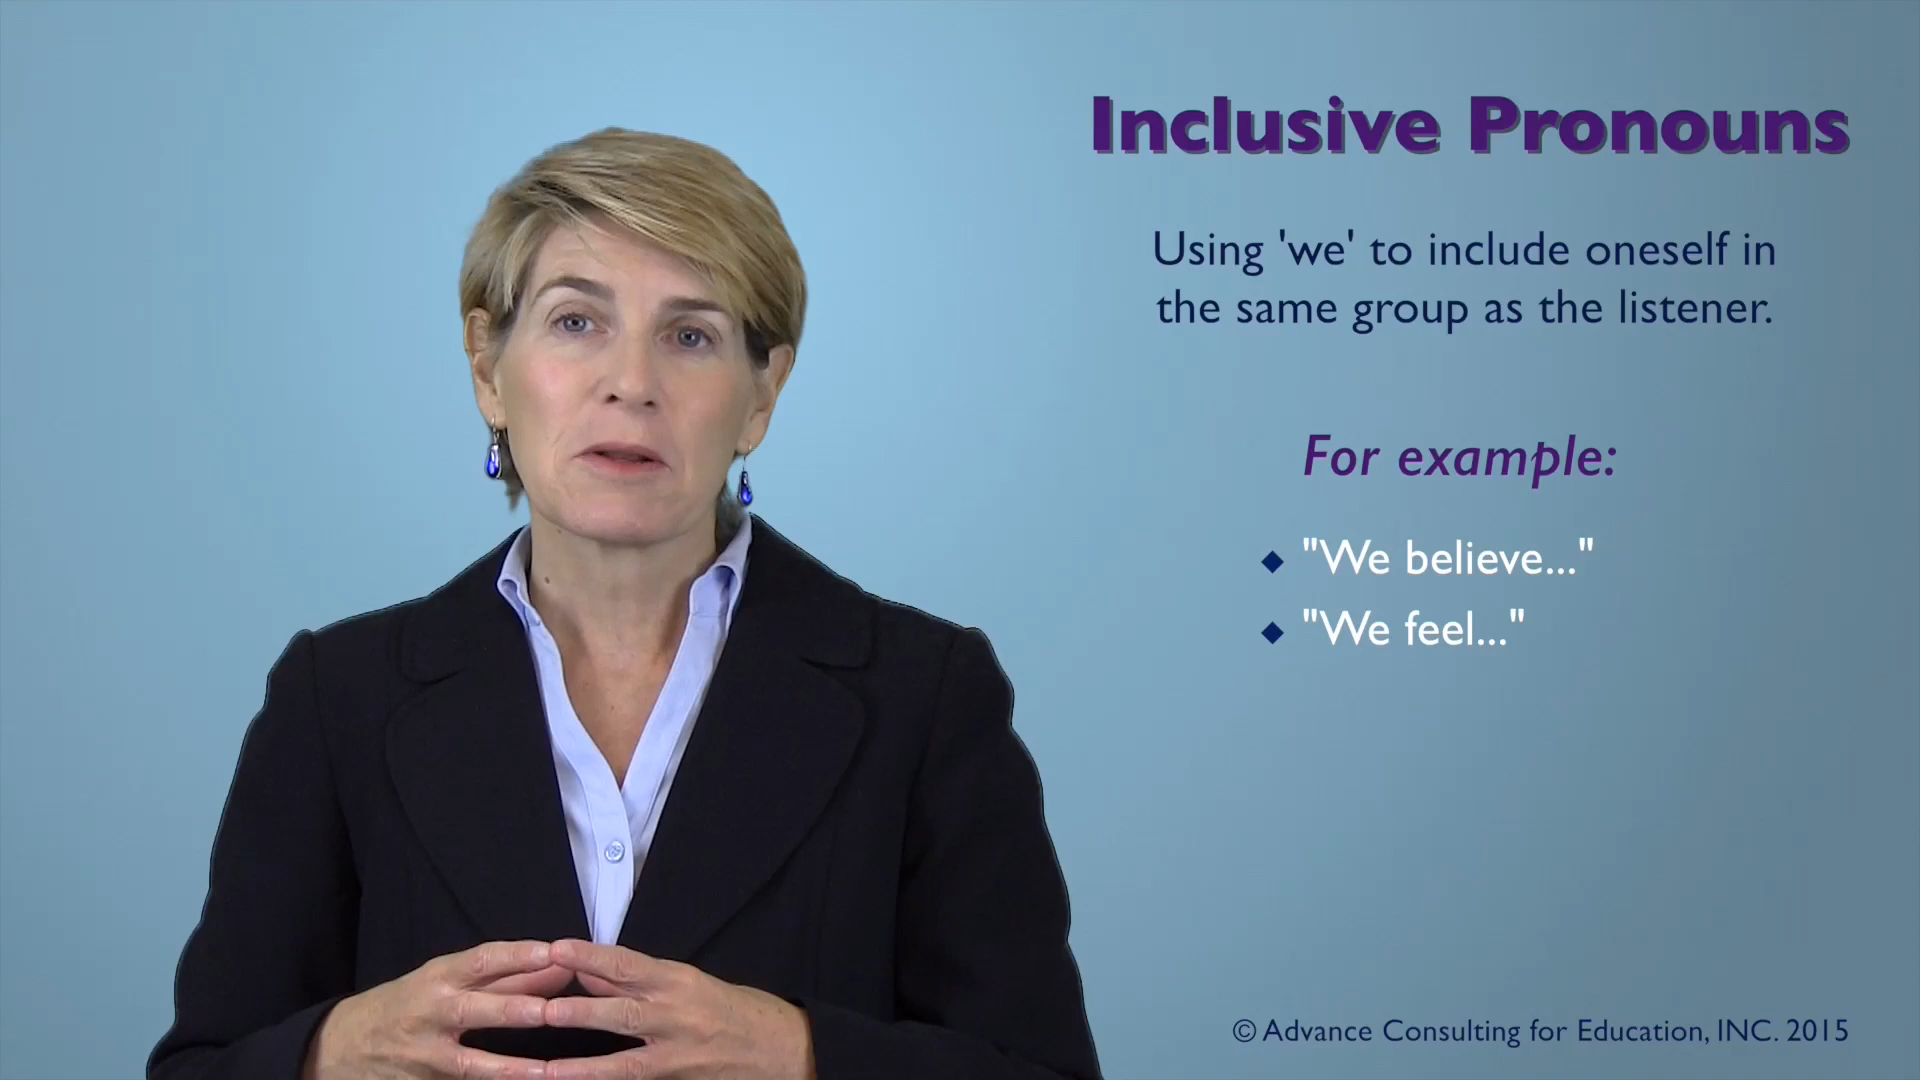 Inclusive Pronouns
Using 'we' to include oneself in
the same group as the listener.
For example:
◆ "We believe..."
◆ "We feel..."
© Advance Consulting for Education, INC. 2015